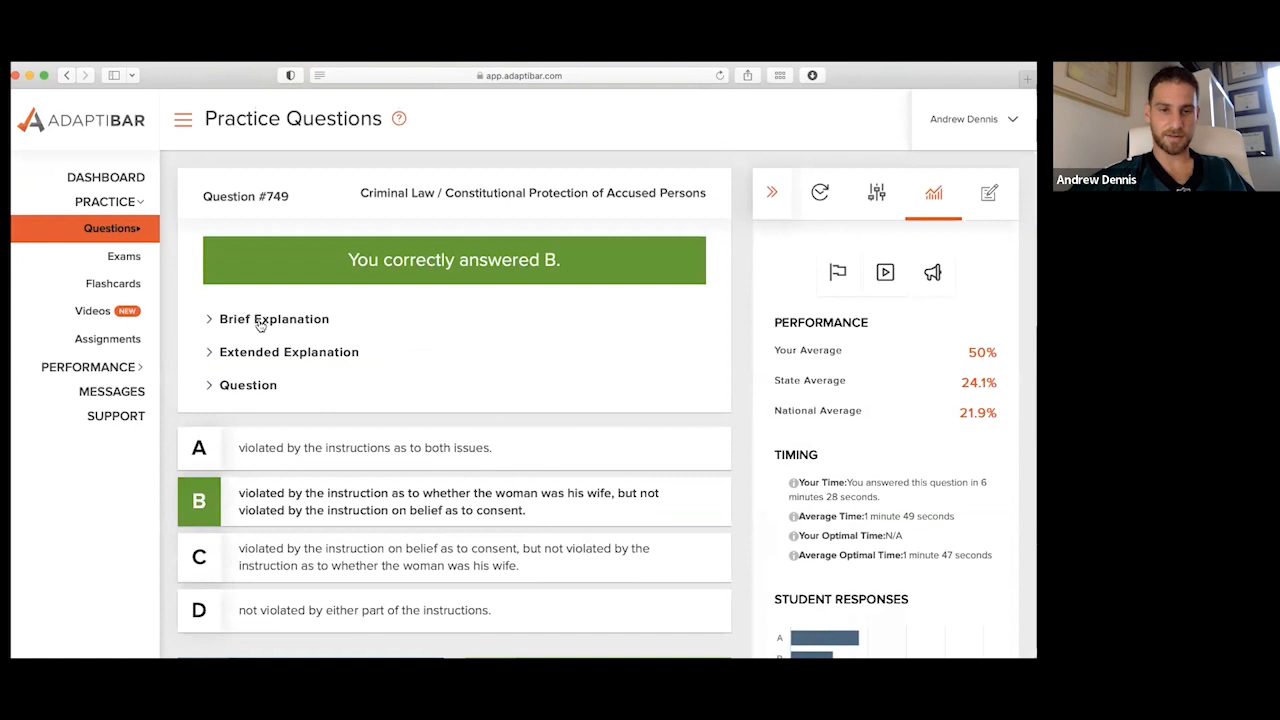 app.adaptibar.com
ADAPTIBAR
Practice Questions ?
Andrew Dennis
DASHBOARD
PRACTICE
Questions
Exams
Flashcards
Videos NEW
Assignments
PERFORMANCE
MESSAGES
SUPPORT
Question #749
Criminal Law / Constitutional Protection of Accused Persons
You correctly answered B.
Brief Explanation
Extended Explanation
Question
A violated by the instructions as to both issues.
B violated by the instruction as to whether the woman was his wife, but not
violated by the instruction on belief as to consent.
C violated by the instruction on belief as to consent, but not violated by the
instruction as to whether the woman was his wife.
D not violated by either part of the instructions.
PERFORMANCE
Your Average 50%
State Average 24.1%
National Average 21.9%
TIMING
Your Time:You answered this question in 6
minutes 28 seconds.
Average Time:1 minute 49 seconds
Your Optimal Time:N/A
Average Optimal Time:1 minute 47 seconds
STUDENT RESPONSES
A
Andrew Dennis